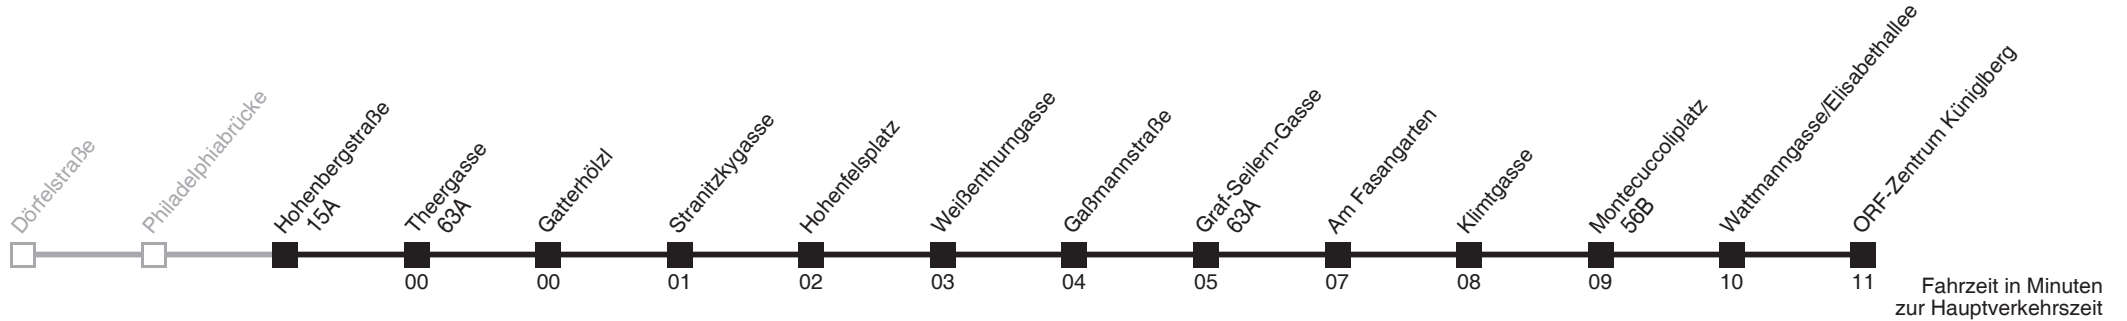 Dörfelstraße
Philadelphiabrücke
Hohenbergstraße
15A
Theergasse
63A
Gatterhölzl
Stranitzkygasse
Hohenfelsplatz
Weißenthurngasse
Gaßmannstraße
Graf-Seilern-Gasse
63A
Am Fasangarten
Klimtgasse
Montecuccoliplatz
56B
Wattmanngasse/Elisabethallee
ORF-Zentrum Küniglberg
00
00
01
02
03
04
05
07
08
09
10
11
Fahrzeit in Minuten
zur Hauptverkehrszeit